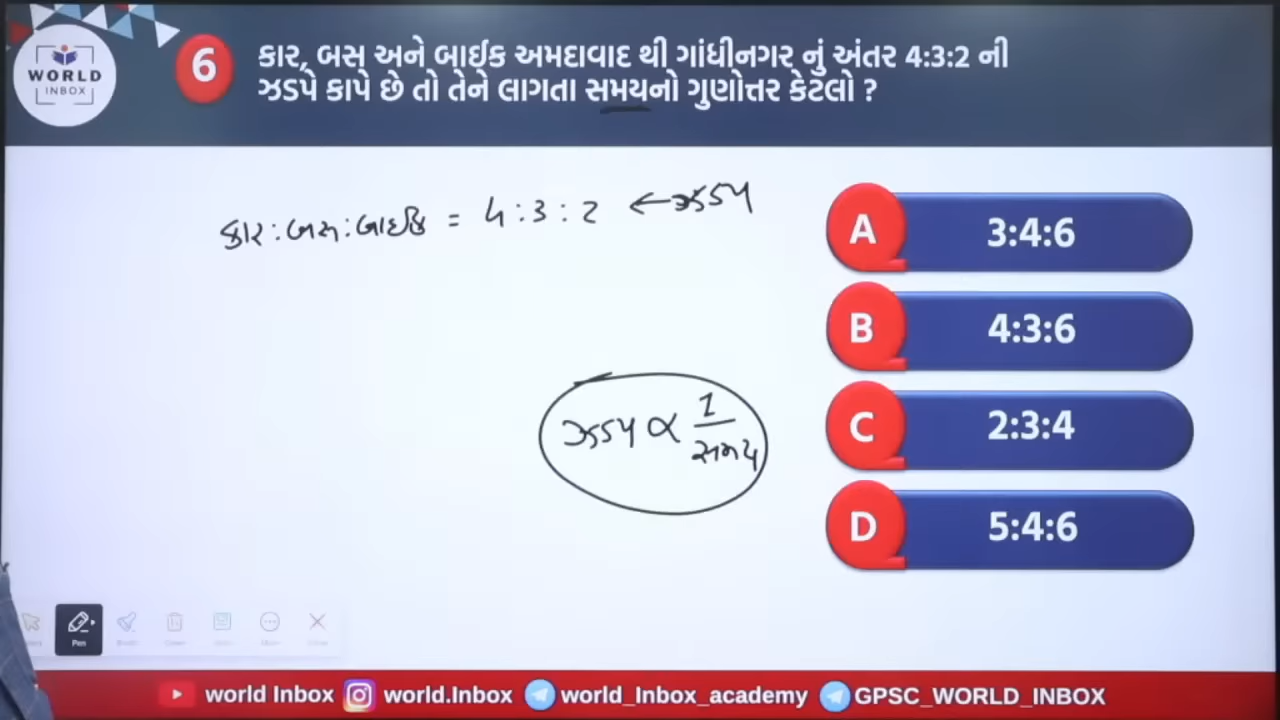 WORLD
INBOX
6
કાર, બસ અને બાઈક અમદાવાદ થી ગાંધીનગર નું અંતર 4:3:2 ની
ઝડપે કાપે છે તો તેને લાગતા સમયનો ગુણોત્તર કેટલો ?
કાર : બસ : બાઈક = 4 : 3 : 2 ← ઝડપ
ઝડપ ∝ 1/સમય
A 3:4:6
B 4:3:6
C 2:3:4
D 5:4:6
Pen
world Inbox world.Inbox world_Inbox_academy GPSC_WORLD_INBOX